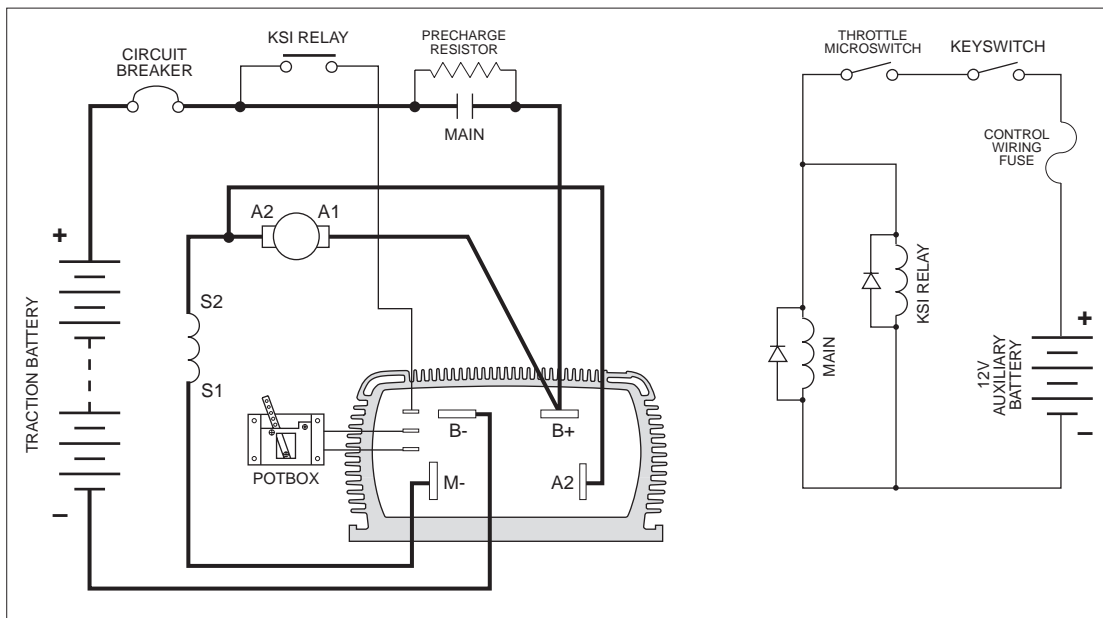 CIRCUIT
BREAKER
KSI RELAY
PRECHARGE
RESISTOR
MAIN
A2
A1
+
TRACTION BATTERY
–
S2
S1
POTBOX
B-
B+
M-
A2
THROTTLE
MICROSWITCH
KEYSWITCH
CONTROL
WIRING
FUSE
KSI RELAY
MAIN
12V
AUXILIARY
BATTERY
+
–